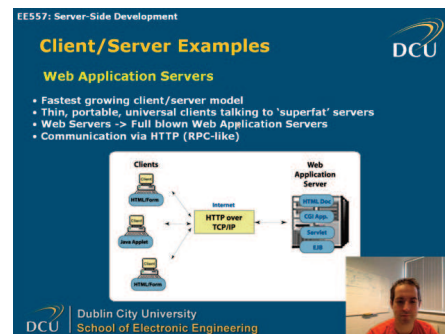 EE557: Server-Side Development
Client/Server Examples
DCU
Web Application Servers
• Fastest growing client/server model
• Thin, portable, universal clients talking to 'superfat' servers
• Web Servers -> Full blown Web Application Servers
• Communication via HTTP (RPC-like)
Clients
Web
Application
Server
Client
HTML/Form
Internet
HTTP over
TCP/IP
Client
Java Applet
Client
HTML/Form
HTML Doc
CGI App.
Servlet
EJB
DCU
Dublin City University
School of Electronic Engineering